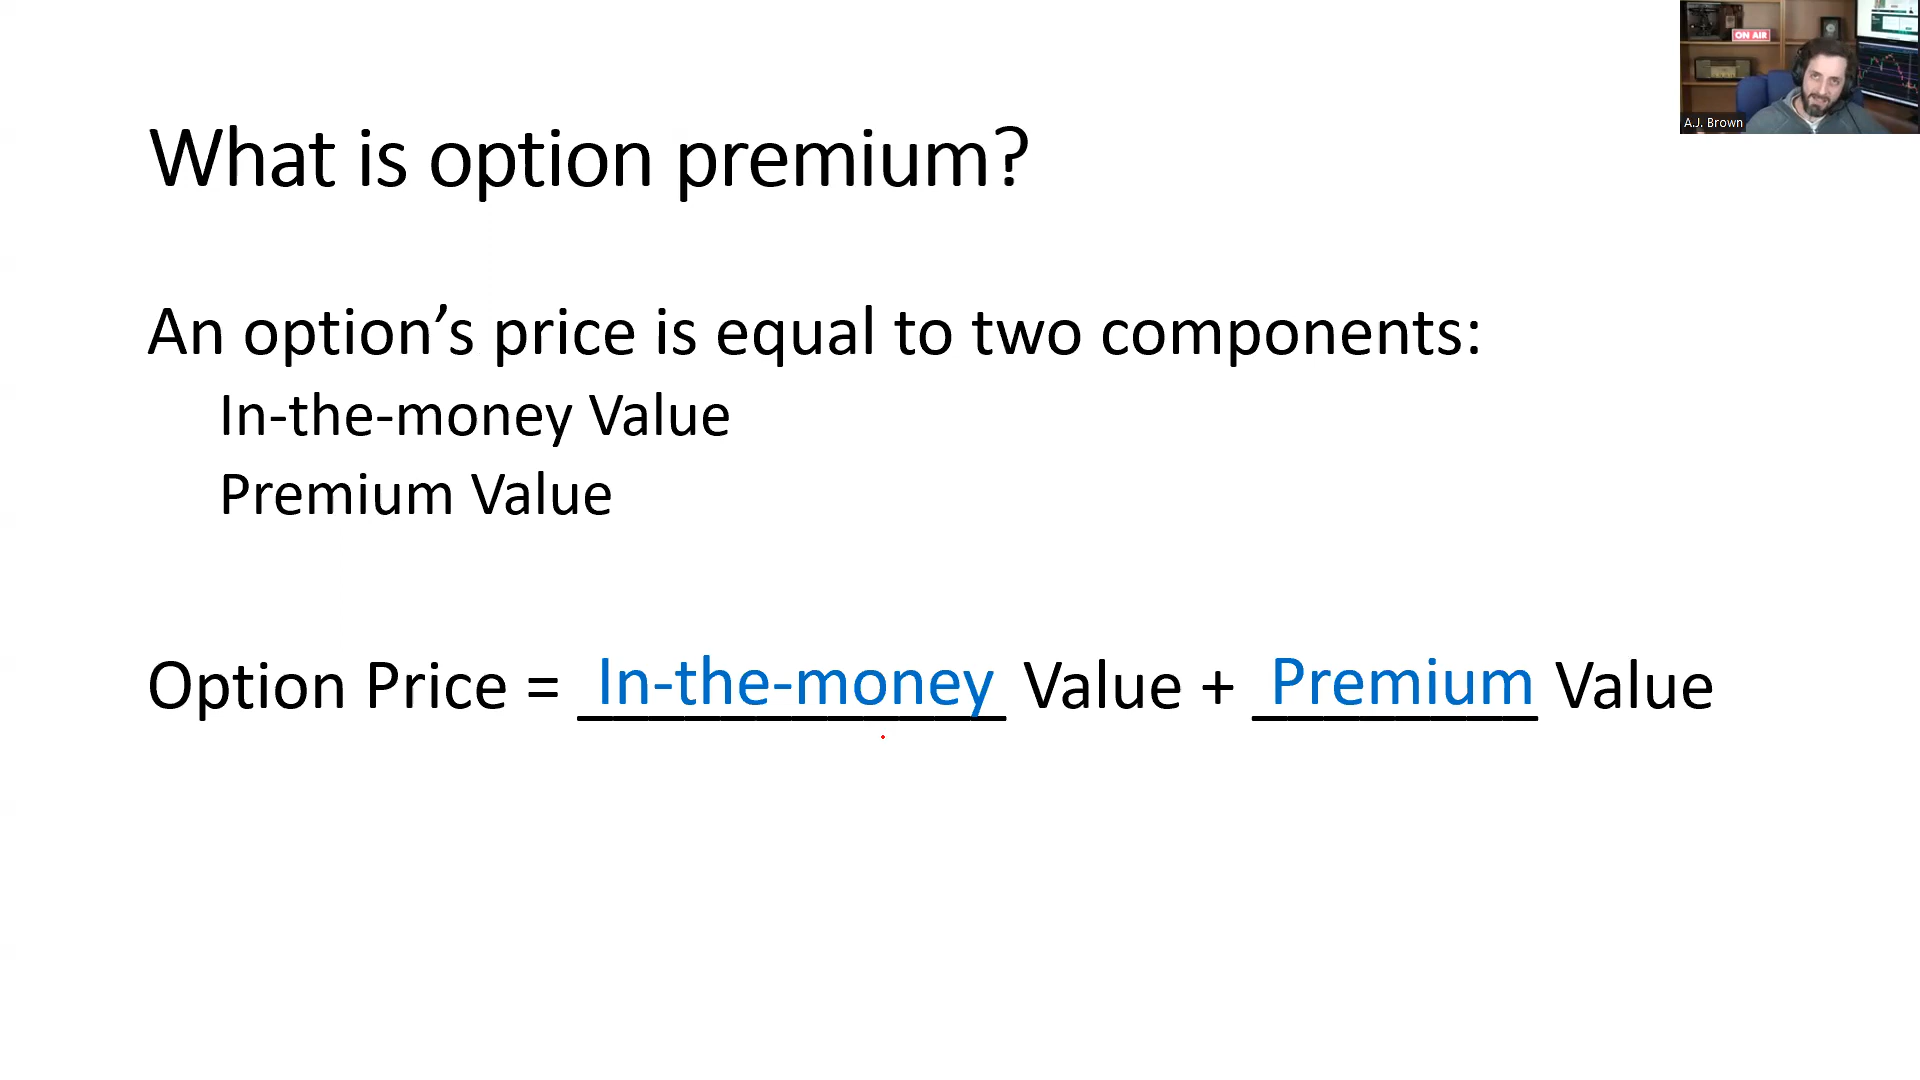 ON AIR
A.J. Brown
What is option premium?
An option’s price is equal to two components:
In-the-money Value
Premium Value
Option Price = In-the-money Value + Premium Value